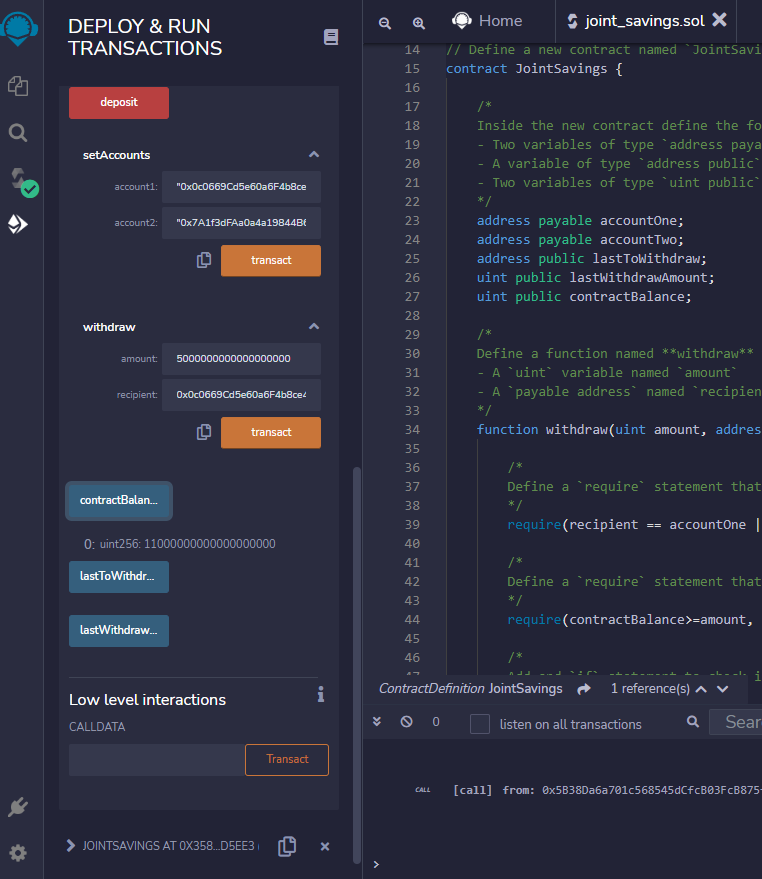 DEPLOY & RUN
TRANSACTIONS
deposit
setAccounts
account1: "0x0c0669Cd5e60a6F4b8ce
account2: "0x7A1f3dFAa0a4a19844B6
transact
withdraw
amount: 5000000000000000000
recipient: 0x0c0669Cd5e60a6F4b8ce4
transact
contractBalan...
0: uint256: 11000000000000000000
lastToWithdr...
lastWithdraw...
Low level interactions
CALLDATA
Transact
JOINTSAVINGS AT 0X358...D5EE3 (
Home
joint_savings.sol
14 // Define a new contract named `JointSavi
15 contract JointSavings {
16
17 /*
18 Inside the new contract define the fo
19 - Two variables of type `address paya
20 - A variable of type `address public`
21 - Two variables of type `uint public`
22 */
23 address payable accountOne;
24 address payable accountTwo;
25 address public lastToWithdraw;
26 uint public lastWithdrawAmount;
27 uint public contractBalance;
28
29 /*
30 Define a function named **withdraw**
31 - A `uint` variable named `amount`
32 - A `payable address` named `recipien
33 */
34 function withdraw(uint amount, addres
35
36 /*
37 Define a `require` statement that
38 */
39 require(recipient == accountOne |
40
41 /*
42 Define a `require` statement that
43 */
44 require(contractBalance>=amount,
45
46 /*
47 Add and `if` statement to check i
ContractDefinition JointSavings 1 reference(s)
0 listen on all transactions Sear
CALL [call] from: 0x5B38Da6a701c568545dCfcB03FcB875
>